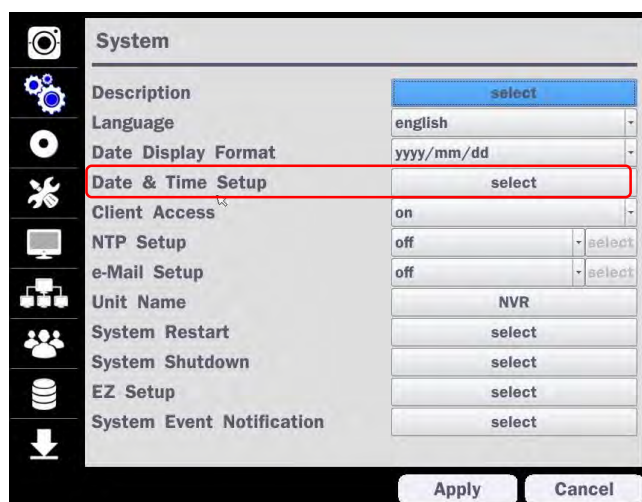 System
Description select
Language english
Date Display Format yyyy/mm/dd
Date & Time Setup select
Client Access on
NTP Setup off select
e-Mail Setup off select
Unit Name NVR
System Restart select
System Shutdown select
EZ Setup select
System Event Notification select
Apply Cancel